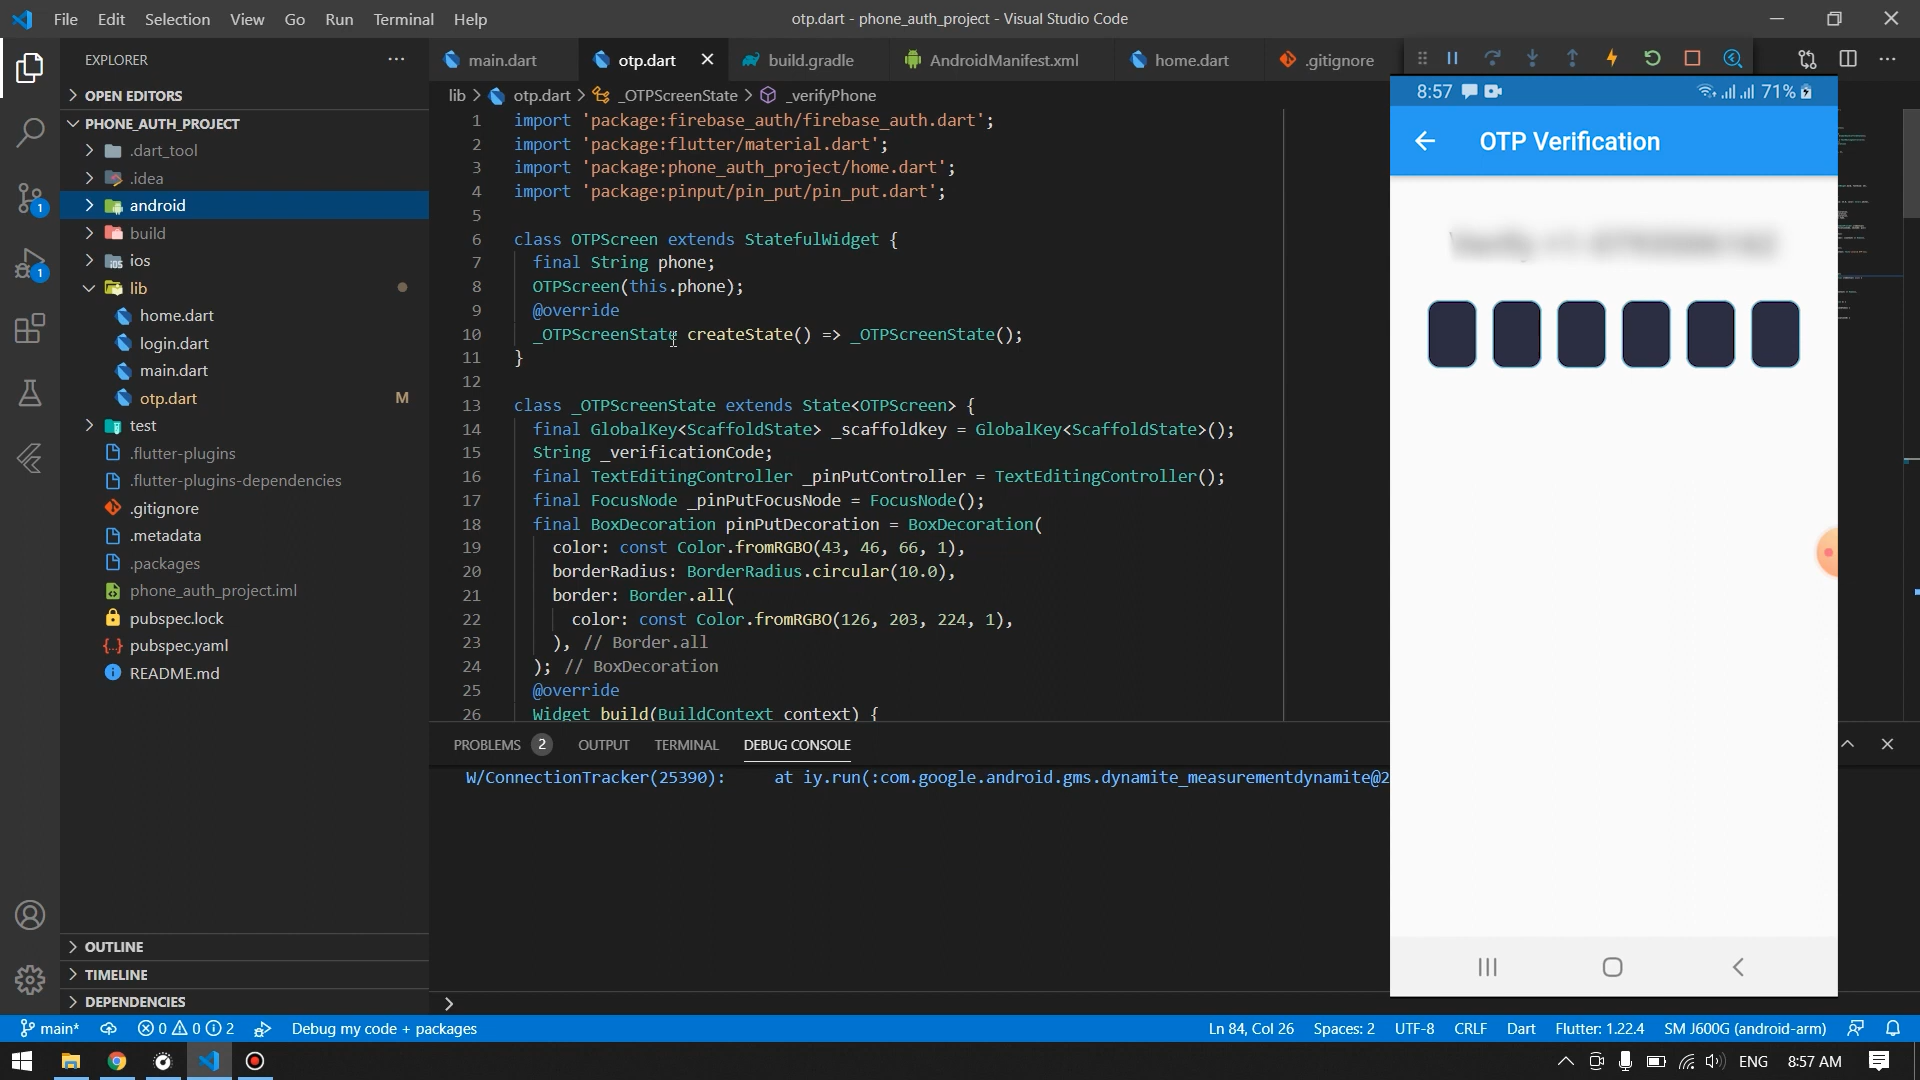 File Edit Selection View Go Run Terminal Help
otp.dart - phone_auth_project - Visual Studio Code
EXPLORER
OPEN EDITORS
PHONE_AUTH_PROJECT
.dart_tool
.idea
android
build
ios
lib
home.dart
login.dart
main.dart
otp.dart M
test
.flutter-plugins
.flutter-plugins-dependencies
.gitignore
.metadata
.packages
phone_auth_project.iml
pubspec.lock
pubspec.yaml
README.md
OUTLINE
TIMELINE
DEPENDENCIES
1
1
main.dart otp.dart build.gradle AndroidManifest.xml home.dart .gitignore
lib > otp.dart > _OTPScreenState > _verifyPhone
1 import 'package:firebase_auth/firebase_auth.dart';
2 import 'package:flutter/material.dart';
3 import 'package:phone_auth_project/home.dart';
4 import 'package:pinput/pin_put/pin_put.dart';
5
6 class OTPScreen extends StatefulWidget {
7 final String phone;
8 OTPScreen(this.phone);
9 @override
10 _OTPScreenState createState() => _OTPScreenState();
11 }
12
13 class _OTPScreenState extends State<OTPScreen> {
14 final GlobalKey<ScaffoldState> _scaffoldkey = GlobalKey<ScaffoldState>();
15 String _verificationCode;
16 final TextEditingController _pinPutController = TextEditingController();
17 final FocusNode _pinPutFocusNode = FocusNode();
18 final BoxDecoration pinPutDecoration = BoxDecoration(
19 color: const Color.fromRGBO(43, 46, 66, 1),
20 borderRadius: BorderRadius.circular(10.0),
21 border: Border.all(
22 color: const Color.fromRGBO(126, 203, 224, 1),
23 ), // Border.all
24 ); // BoxDecoration
25 @override
26 Widget build(BuildContext context) {
PROBLEMS 2 OUTPUT TERMINAL DEBUG CONSOLE
W/ConnectionTracker(25390): at iy.run(:com.google.android.gms.dynamite_measurementdynamite@2
8:57 71%
OTP Verification
main* 0 0 2 Debug my code + packages Ln 84, Col 26 Spaces: 2 UTF-8 CRLF Dart Flutter: 1.22.4 SM J600G (android-arm)
ENG 8:57 AM